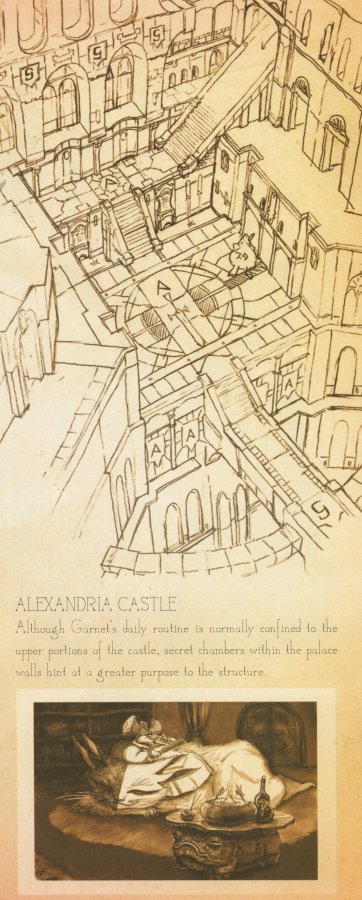 ALEXANDRIA CASTLE
Although Garnet's daily routine is normally confined to the
upper portions of the castle, secret chambers within the palace
walls hint at a greater purpose to the structure.